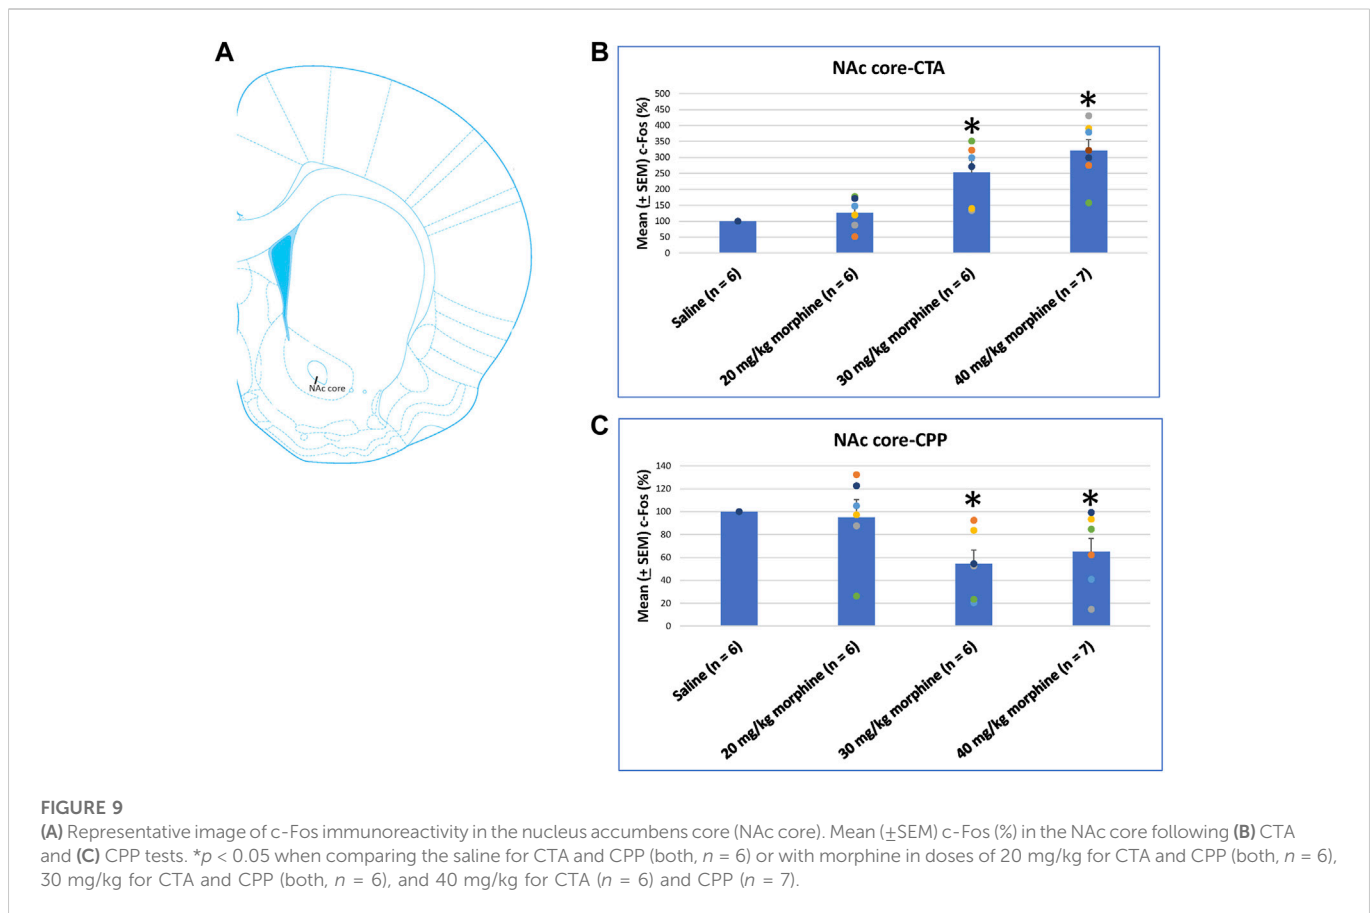 A
NAc core
B
NAc core-CTA
Mean (± SEM) c-Fos (%)
500
450
400
350
300
250
200
150
100
50
0
*
*
Saline (n = 6)
20 mg/kg morphine (n = 6)
30 mg/kg morphine (n = 6)
40 mg/kg morphine (n = 7)
C
NAc core-CPP
Mean (± SEM) c-Fos (%)
140
120
100
80
60
40
20
0
*
*
Saline (n = 6)
20 mg/kg morphine (n = 6)
30 mg/kg morphine (n = 6)
40 mg/kg morphine (n = 7)
FIGURE 9
(A) Representative image of c-Fos immunoreactivity in the nucleus accumbens core (NAc core). Mean (±SEM) c-Fos (%) in the NAc core following (B) CTA
and (C) CPP tests. *p < 0.05 when comparing the saline for CTA and CPP (both, n = 6) or with morphine in doses of 20 mg/kg for CTA and CPP (both, n = 6),
30 mg/kg for CTA and CPP (both, n = 6), and 40 mg/kg for CTA (n = 6) and CPP (n = 7).